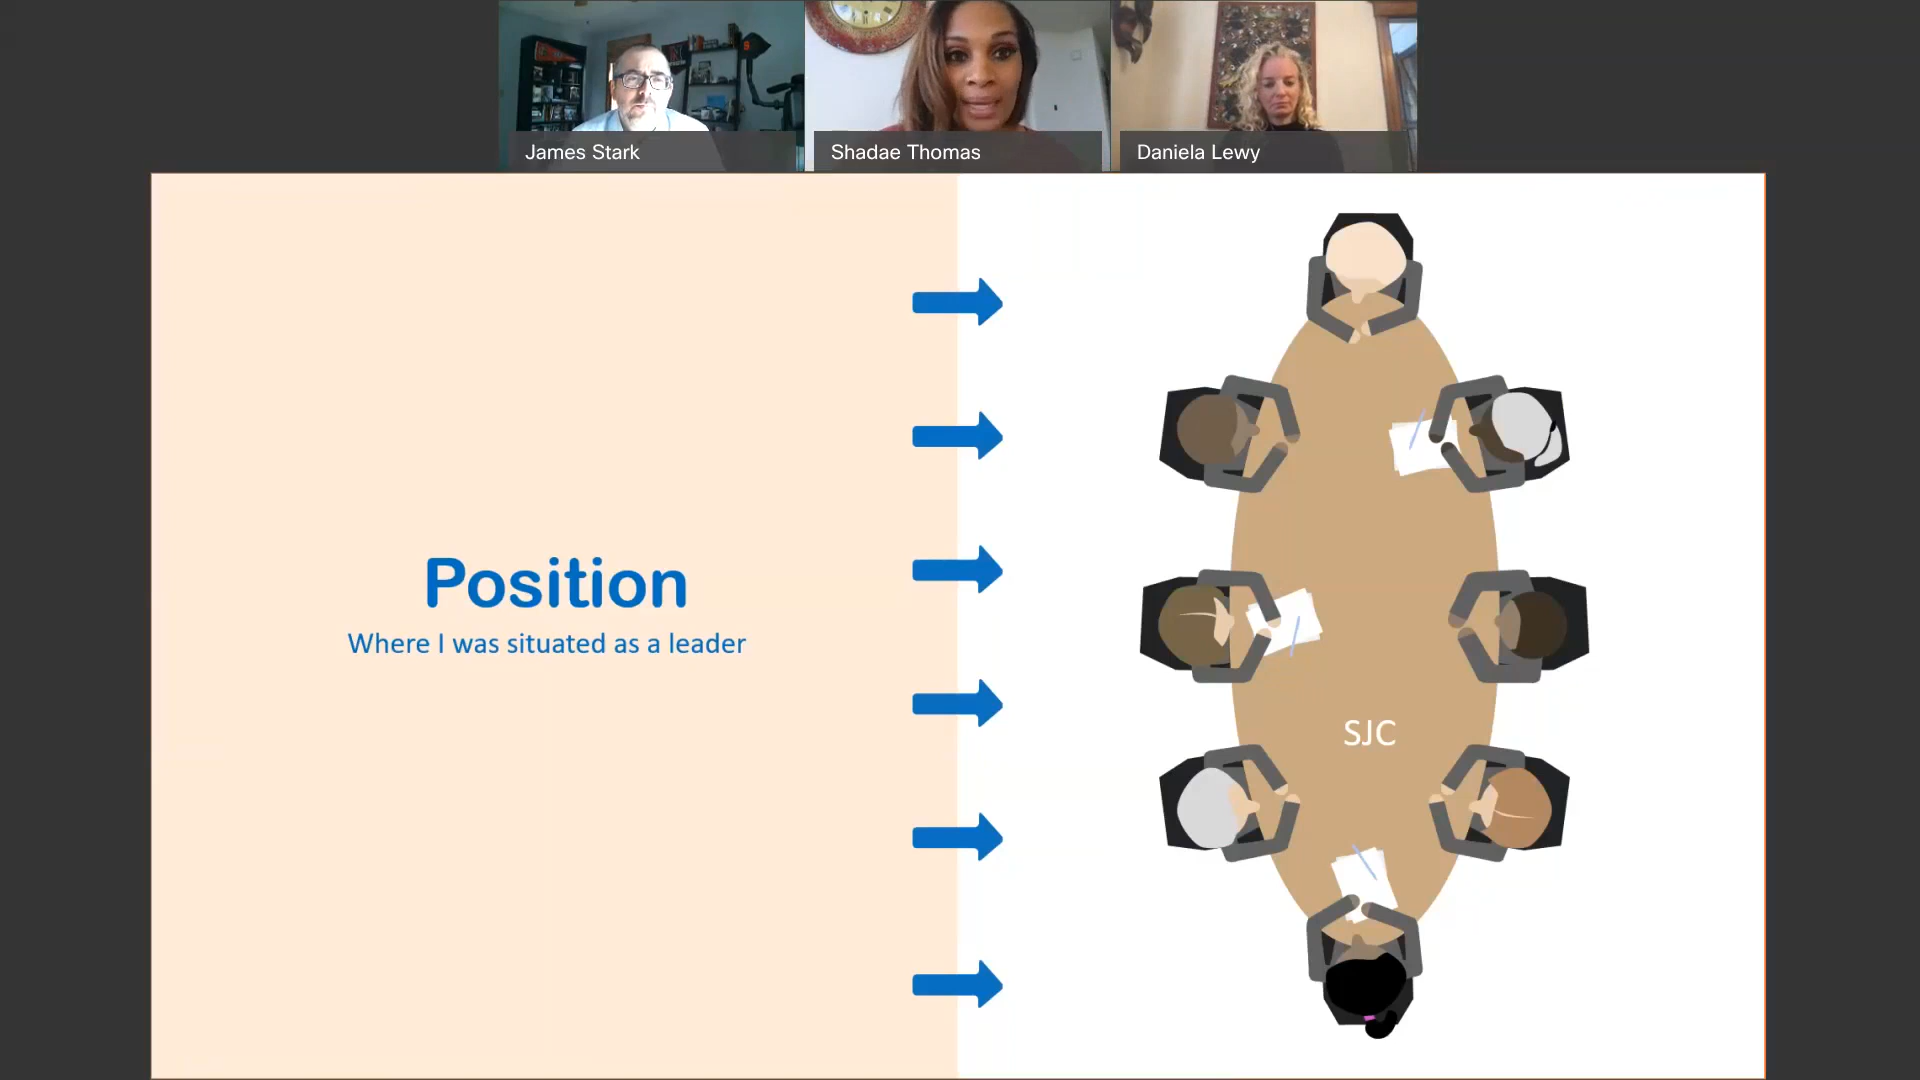 James Stark
Shadae Thomas
Daniela Lewy
Position
Where I was situated as a leader
SJC